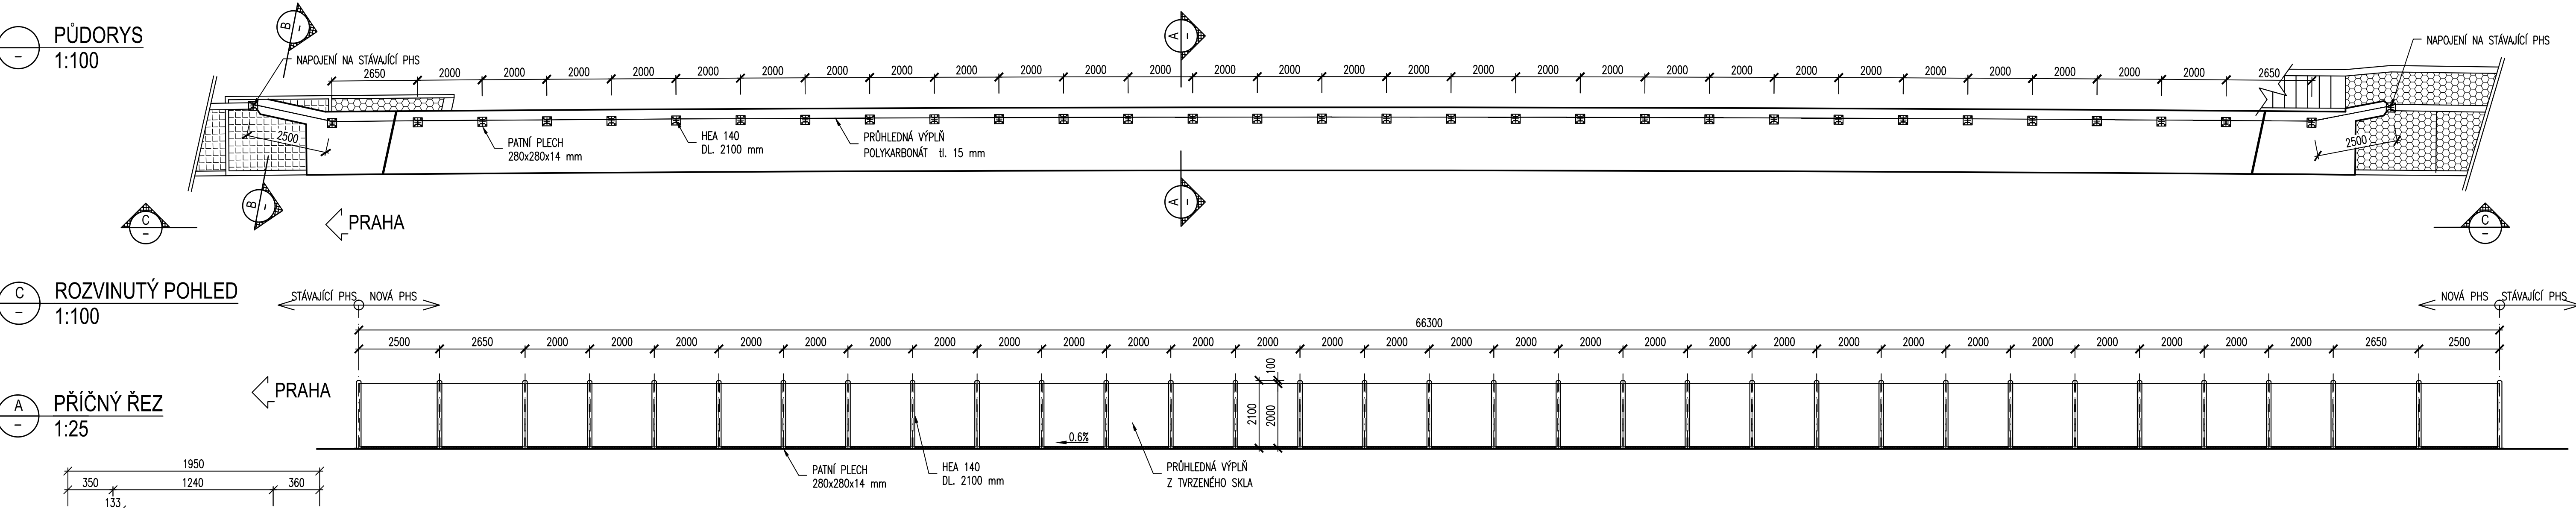 PŮDORYS
1:100
B
–
NAPOJENÍ NA STÁVAJÍCÍ PHS
A
–
NAPOJENÍ NA STÁVAJÍCÍ PHS
2650 2000 2000 2000 2000 2000 2000 2000 2000 2000 2000 2000 2000 2000 2000 2000 2000 2000 2000 2000 2000 2000 2000 2000 2000 2000 2000 2000 2000 2650
2500
PATNÍ PLECH
280x280x14 mm
HEA 140
DL. 2100 mm
PRŮHLEDNÁ VÝPLŇ
POLYKARBONÁT tl. 15 mm
2500
B
–
A
–
C
–
PRAHA
C
–
C
–
ROZVINUTÝ POHLED
1:100
STÁVAJÍCÍ PHS NOVÁ PHS
NOVÁ PHS STÁVAJÍCÍ PHS
66300
2500 2650 2000 2000 2000 2000 2000 2000 2000 2000 2000 2000 2000 2000 2000 2000 2000 2000 2000 2000 2000 2000 2000 2000 2000 2000 2000 2000 2000 2000 2650 2500
PRAHA
100
2100
2000
0.6%
PATNÍ PLECH
280x280x14 mm
HEA 140
DL. 2100 mm
PRŮHLEDNÁ VÝPLŇ
Z TVRZENÉHO SKLA
A
–
PŘÍČNÝ ŘEZ
1:25
1950
350 1240 360
133